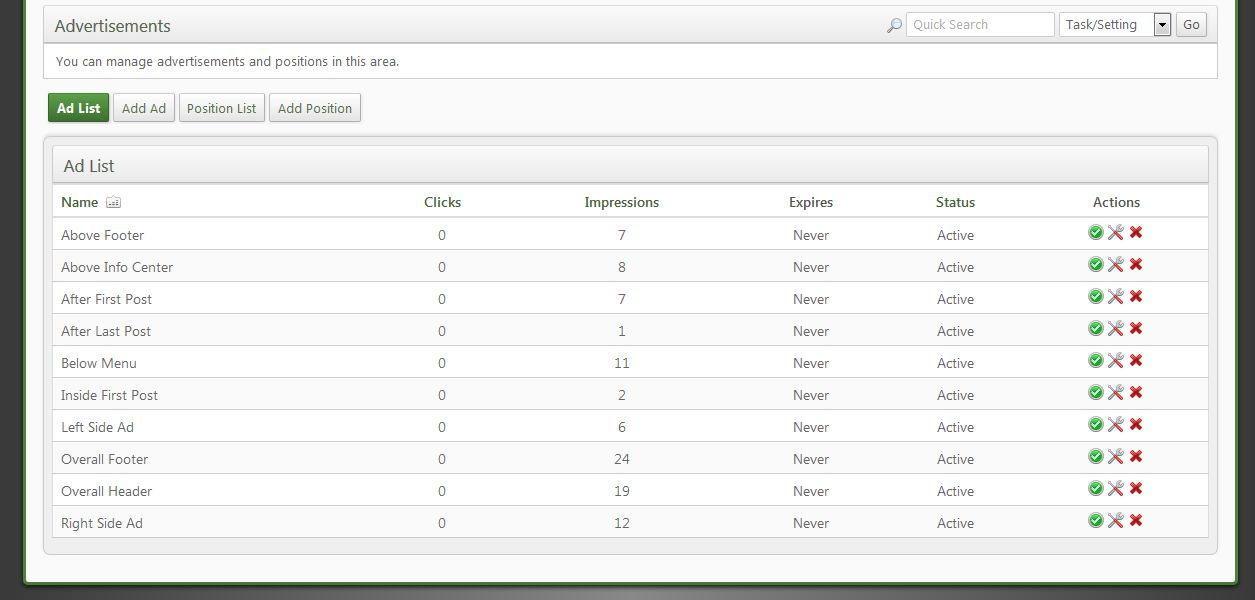 Advertisements Quick Search Task/Setting Go
You can manage advertisements and positions in this area.
Ad List Add Ad Position List Add Position
Ad List
Name Clicks Impressions Expires Status Actions
Above Footer 0 7 Never Active
Above Info Center 0 8 Never Active
After First Post 0 7 Never Active
After Last Post 0 1 Never Active
Below Menu 0 11 Never Active
Inside First Post 0 2 Never Active
Left Side Ad 0 6 Never Active
Overall Footer 0 24 Never Active
Overall Header 0 19 Never Active
Right Side Ad 0 12 Never Active